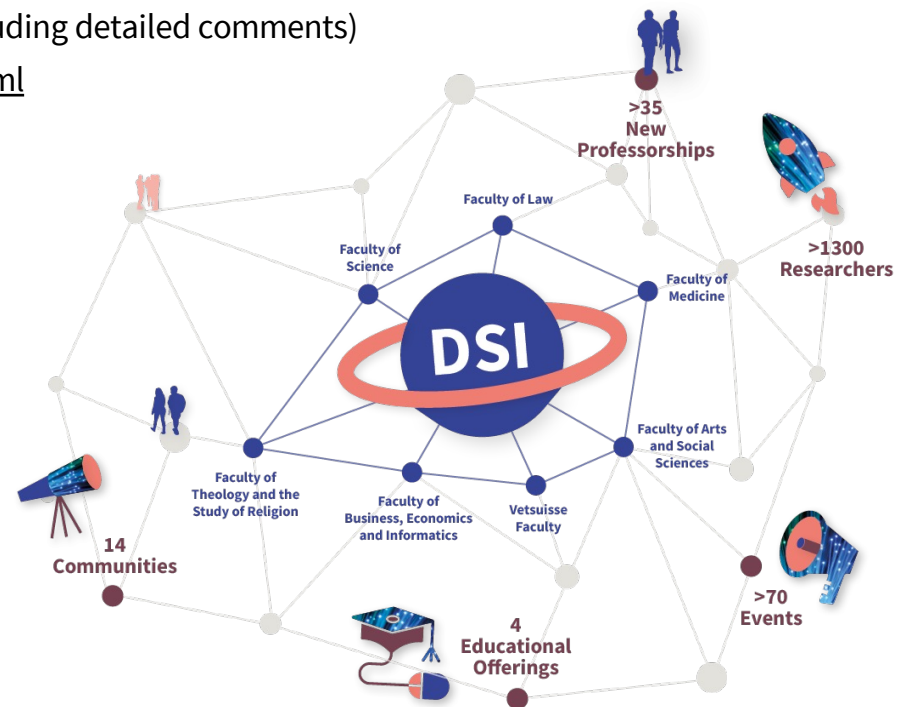 uding detailed comments)
ml
>35
New
Professorships
>1300
Researchers
Faculty of Law
Faculty of
Science
Faculty of
Medicine
DSI
Faculty of Arts
and Social
Sciences
Faculty of
Theology and the
Study of Religion
Faculty of
Business, Economics
and Informatics
Vetsuisse
Faculty
14
Communities
>70
Events
4
Educational
Offerings